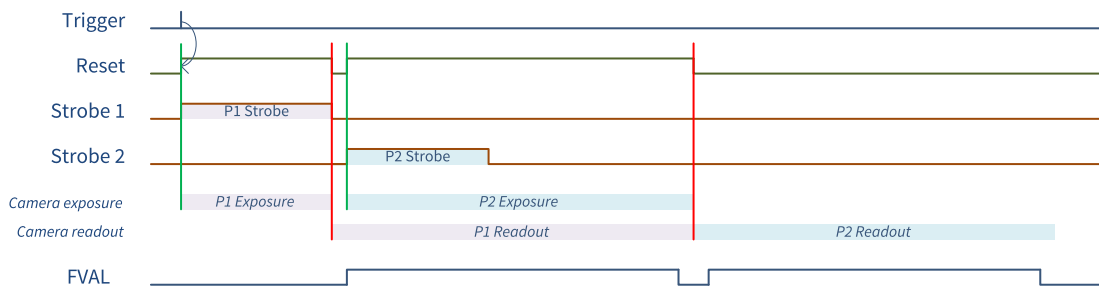 Trigger
Reset
Strobe 1
P1 Strobe
Strobe 2
P2 Strobe
Camera exposure
P1 Exposure
P2 Exposure
Camera readout
P1 Readout
P2 Readout
FVAL